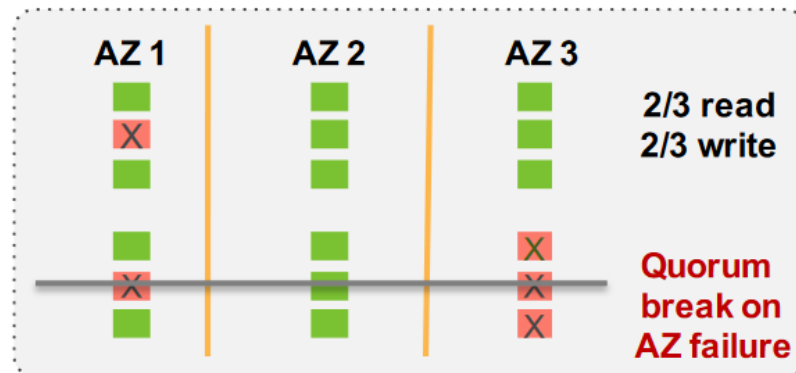 AZ 1
AZ 2
AZ 3
2/3 read
2/3 write
X
X
X
X
X
Quorum
break on
AZ failure